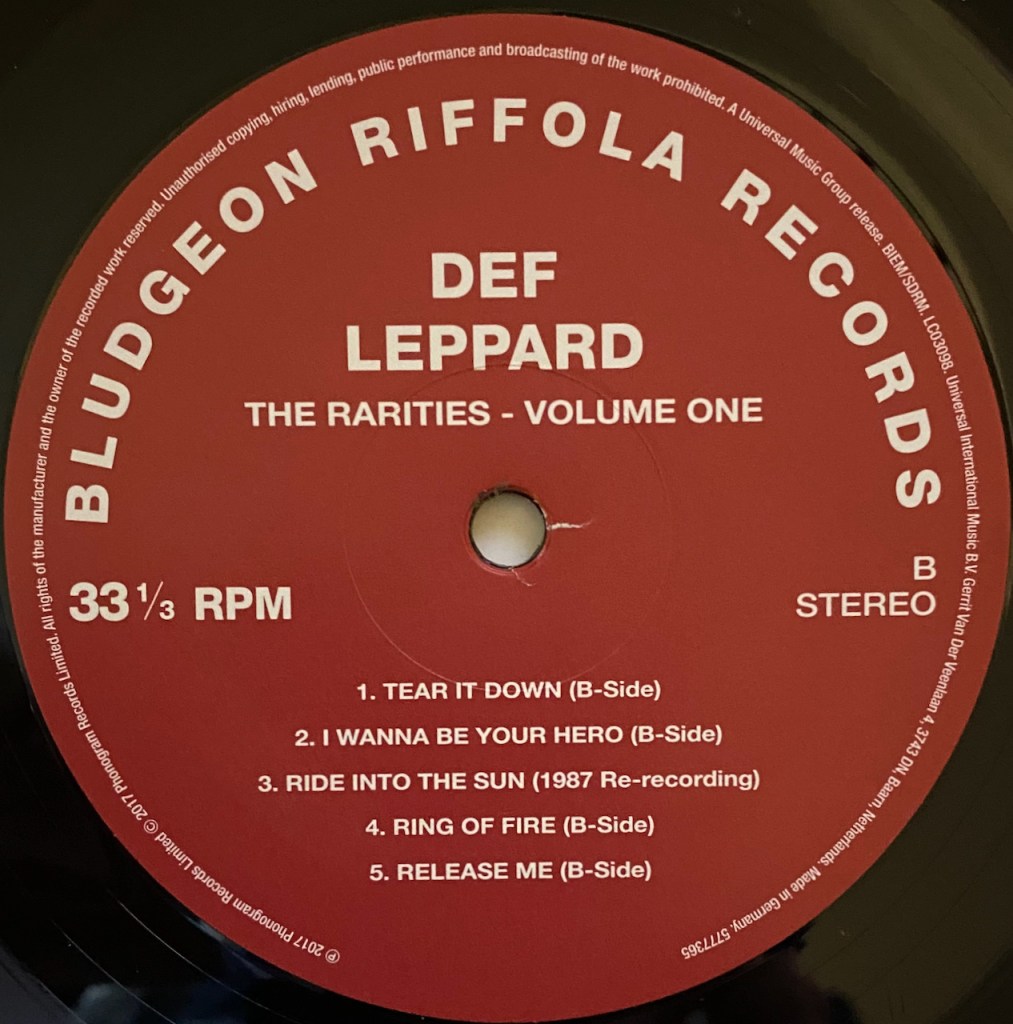 ℗ 2017 Phonogram Records Limited © 2017 Phonogram Records Limited. All rights of the manufacturer and the owner of the recorded work reserved. Unauthorised copying, hiring, lending, public performance and broadcasting of the work prohibited. A Universal Music Group release. BIEM/SDRM. LC03098. Universal International Music B.V. Gerrit Van Der Veenlaan 4, 3743 DN, Baarn, Netherlands. Made in Germany. 5777365
BLUDGEON RIFFOLA RECORDS
DEF
LEPPARD
THE RARITIES - VOLUME ONE
B
33 1/3 RPM
STEREO
1. TEAR IT DOWN (B-Side)
2. I WANNA BE YOUR HERO (B-Side)
3. RIDE INTO THE SUN (1987 Re-recording)
4. RING OF FIRE (B-Side)
5. RELEASE ME (B-Side)